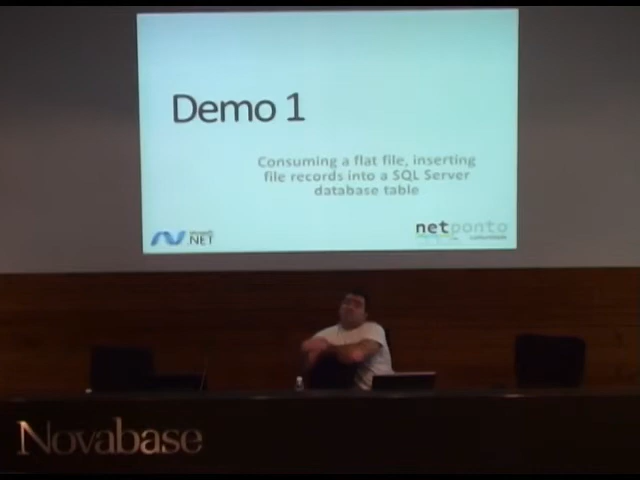 Demo 1
Consuming a flat file, inserting
file records into a SQL Server
database table
.NET
netponto
Novabase